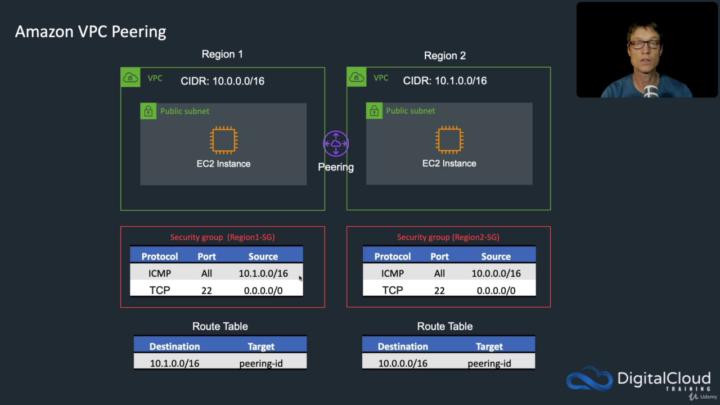 Amazon VPC Peering
Region 1
Region 2
VPC
CIDR: 10.0.0.0/16
VPC
CIDR: 10.1.0.0/16
Public subnet
Public subnet
EC2 Instance
EC2 Instance
Peering
Security group (Region1-SG)
Protocol Port Source
ICMP All 10.1.0.0/16
TCP 22 0.0.0.0/0
Security group (Region2-SG)
Protocol Port Source
ICMP All 10.0.0.0/16
TCP 22 0.0.0.0/0
Route Table
Destination Target
10.1.0.0/16 peering-id
Route Table
Destination Target
10.0.0.0/16 peering-id
DigitalCloud
TRAINING
Udemy